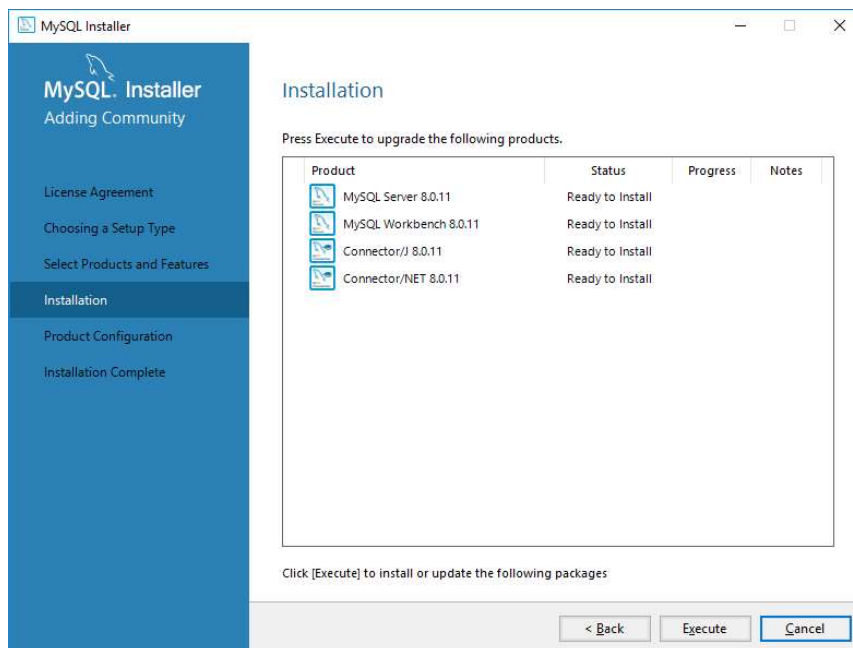 MySQL Installer
MySQL. Installer
Adding Community
License Agreement
Choosing a Setup Type
Select Products and Features
Installation
Product Configuration
Installation Complete
Installation
Press Execute to upgrade the following products.
Product Status Progress Notes
MySQL Server 8.0.11 Ready to Install
MySQL Workbench 8.0.11 Ready to Install
Connector/J 8.0.11 Ready to Install
Connector/NET 8.0.11 Ready to Install
Click [Execute] to install or update the following packages
< Back Execute Cancel